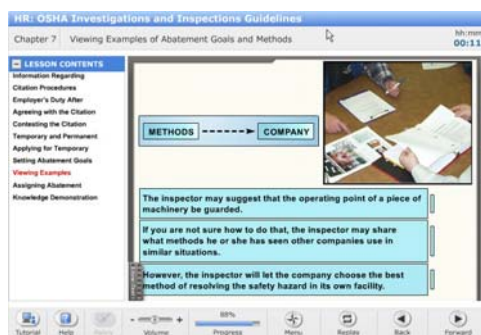 HR: OSHA Investigations and Inspections Guidelines
Chapter 7
Viewing Examples of Abatement Goals and Methods
hh:mm
00:11
LESSON CONTENTS
Information Regarding
Citation Procedures
Employer's Duty After
Agreeing with the Citation
Contesting the Citation
Temporary and Permanent
Applying for Temporary
Setting Abatement Goals
Viewing Examples
Assigning Abatement
Knowledge Demonstration
METHODS
COMPANY
The inspector may suggest that the operating point of a piece of
machinery be guarded.
If you are not sure how to do that, the inspector may share
what methods he or she has seen other companies use in
similar situations.
However, the inspector will let the company choose the best
method of resolving the safety hazard in its own facility.
Tutorial
Help
- +
Volume
88%
Progress
Menu
Replay
Back
Forward